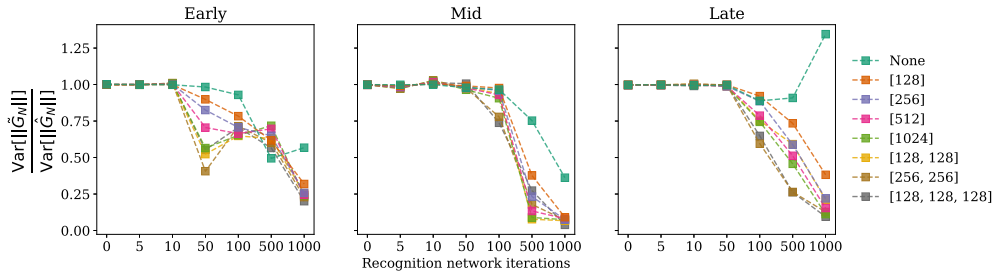 Early
Mid
Late
Var[||G̃_N||]
Var[||Ĝ_N||]
1.25
1.00
0.75
0.50
0.25
0.00
0 5 10 50 100 500 1000
0 5 10 50 100 500 1000
0 5 10 50 100 500 1000
Recognition network iterations
None
[128]
[256]
[512]
[1024]
[128, 128]
[256, 256]
[128, 128, 128]